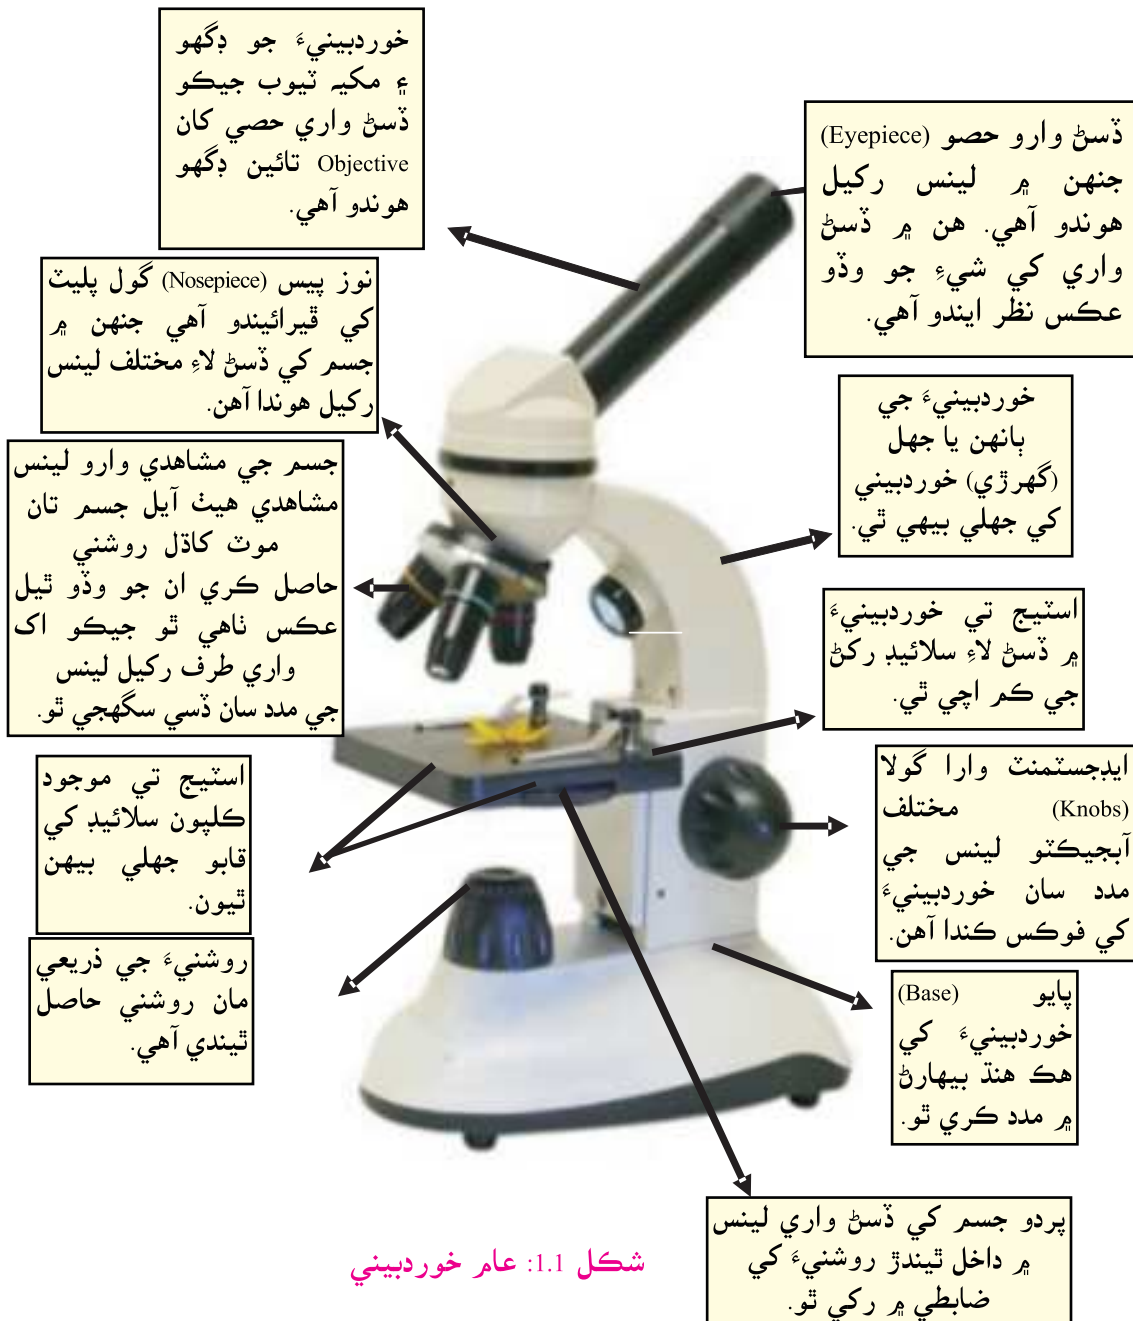 خوردبينيءَ جو ڊگهو
۽ مکيه ٽيوب جيڪو
ڏسڻ واري حصي کان
Objective تائين ڊگهو
هوندو آهي.
ڏسڻ وارو حصو (Eyepiece)
جنهن ۾ لينس رکيل
هوندو آهي. هن ۾ ڏسڻ
واري کي شيءِ جو وڏو
عڪس نظر ايندو آهي.
نوز پيس (Nosepiece) گول پليٽ
کي ڦيرائيندو آهي جنهن ۾
جسم کي ڏسڻ لاءِ مختلف لينس
رکيل هوندا آهن.
خوردبينيءَ جي
ٻانهن يا جهل
(گهرڙي) خوردبيني
کي جهلي بيهي ٿي.
جسم جي مشاهدي وارو لينس
مشاهدي هيٺ آيل جسم تان
موٽ کاڌل روشني
حاصل ڪري ان جو وڏو ٿيل
عڪس ٺاهي ٿو جيڪو اک
واري طرف رکيل لينس
جي مدد سان ڏسي سگهجي ٿو.
اسٽيج تي خوردبينيءَ
۾ ڏسڻ لاءِ سلائيڊ رکڻ
جي ڪم اچي ٿي.
اسٽيج تي موجود
ڪلپون سلائيڊ کي
قابو جهلي بيهن
ٿيون.
ايڊجسٽمنٽ وارا گولا
(Knobs) مختلف
آبجيڪٽو لينس جي
مدد سان خوردبينيءَ
کي فوڪس ڪندا آهن.
روشنيءَ جي ذريعي
مان روشني حاصل
ٿيندي آهي.
پايو (Base)
خوردبينيءَ کي
هڪ هنڌ بيهارڻ
۾ مدد ڪري ٿو.
پردو جسم کي ڏسڻ واري لينس
۾ داخل ٿيندڙ روشنيءَ کي
ضابطي ۾ رکي ٿو.
شڪل 1.1: عام خوردبيني